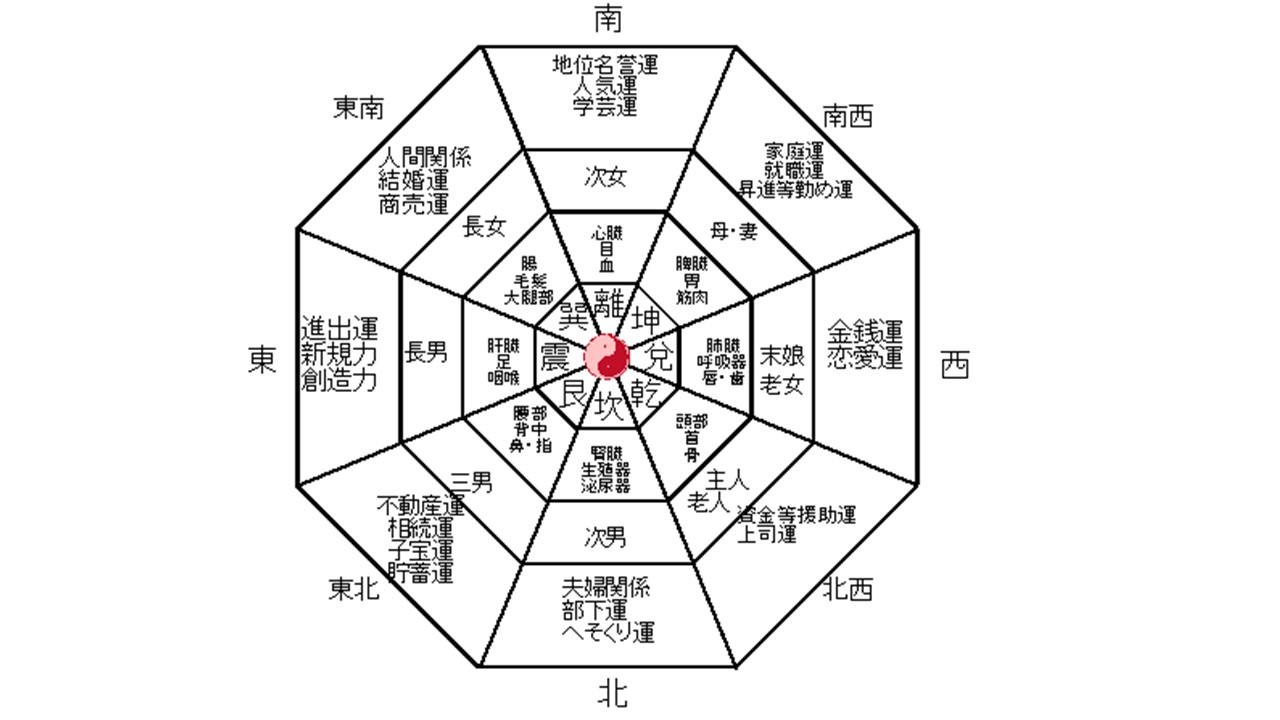 南
東南
南西
地位名誉運
人気運
学芸運
人間関係
結婚運
商売運
家庭運
就職運
昇進等勤め運
次女
長女
母・妻
心臓
目
血
腸
毛髪
大腿部
脾臓
胃
筋肉
離
巽
坤
東
進出運
新規力
創造力
長男
肝臓
足
咽喉
震
兌
肺臓
呼吸器
唇・歯
末娘
老女
金銭運
恋愛運
西
艮
坎
乾
腰部
背中
鼻・指
頭部
首
骨
腎臓
生殖器
泌尿器
三男
主人
老人
次男
不動産運
相続運
子宝運
貯蓄運
資金等援助運
上司運
夫婦関係
部下運
へそくり運
東北
北西
北